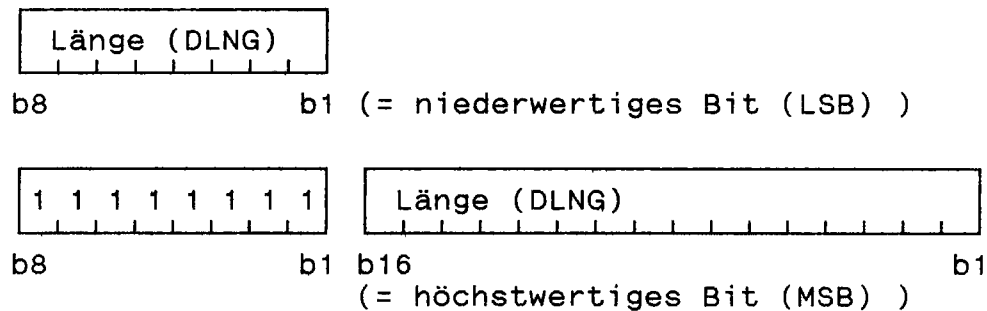 Länge (DLNG)
b8 b1 (= niederwertiges Bit (LSB) )
1 1 1 1 1 1 1 1 Länge (DLNG)
b8 b1 b16 b1
(= höchstwertiges Bit (MSB) )